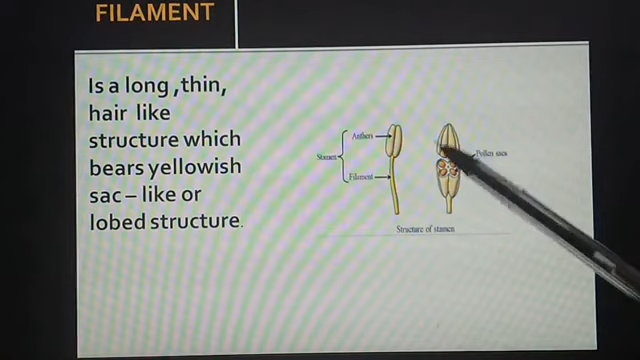 FILAMENT
Is a long ,thin,
hair like
structure which
bears yellowish
sac – like or
lobed structure.
Anthers
Stamen
Filament
Pollen sacs
Structure of stamen